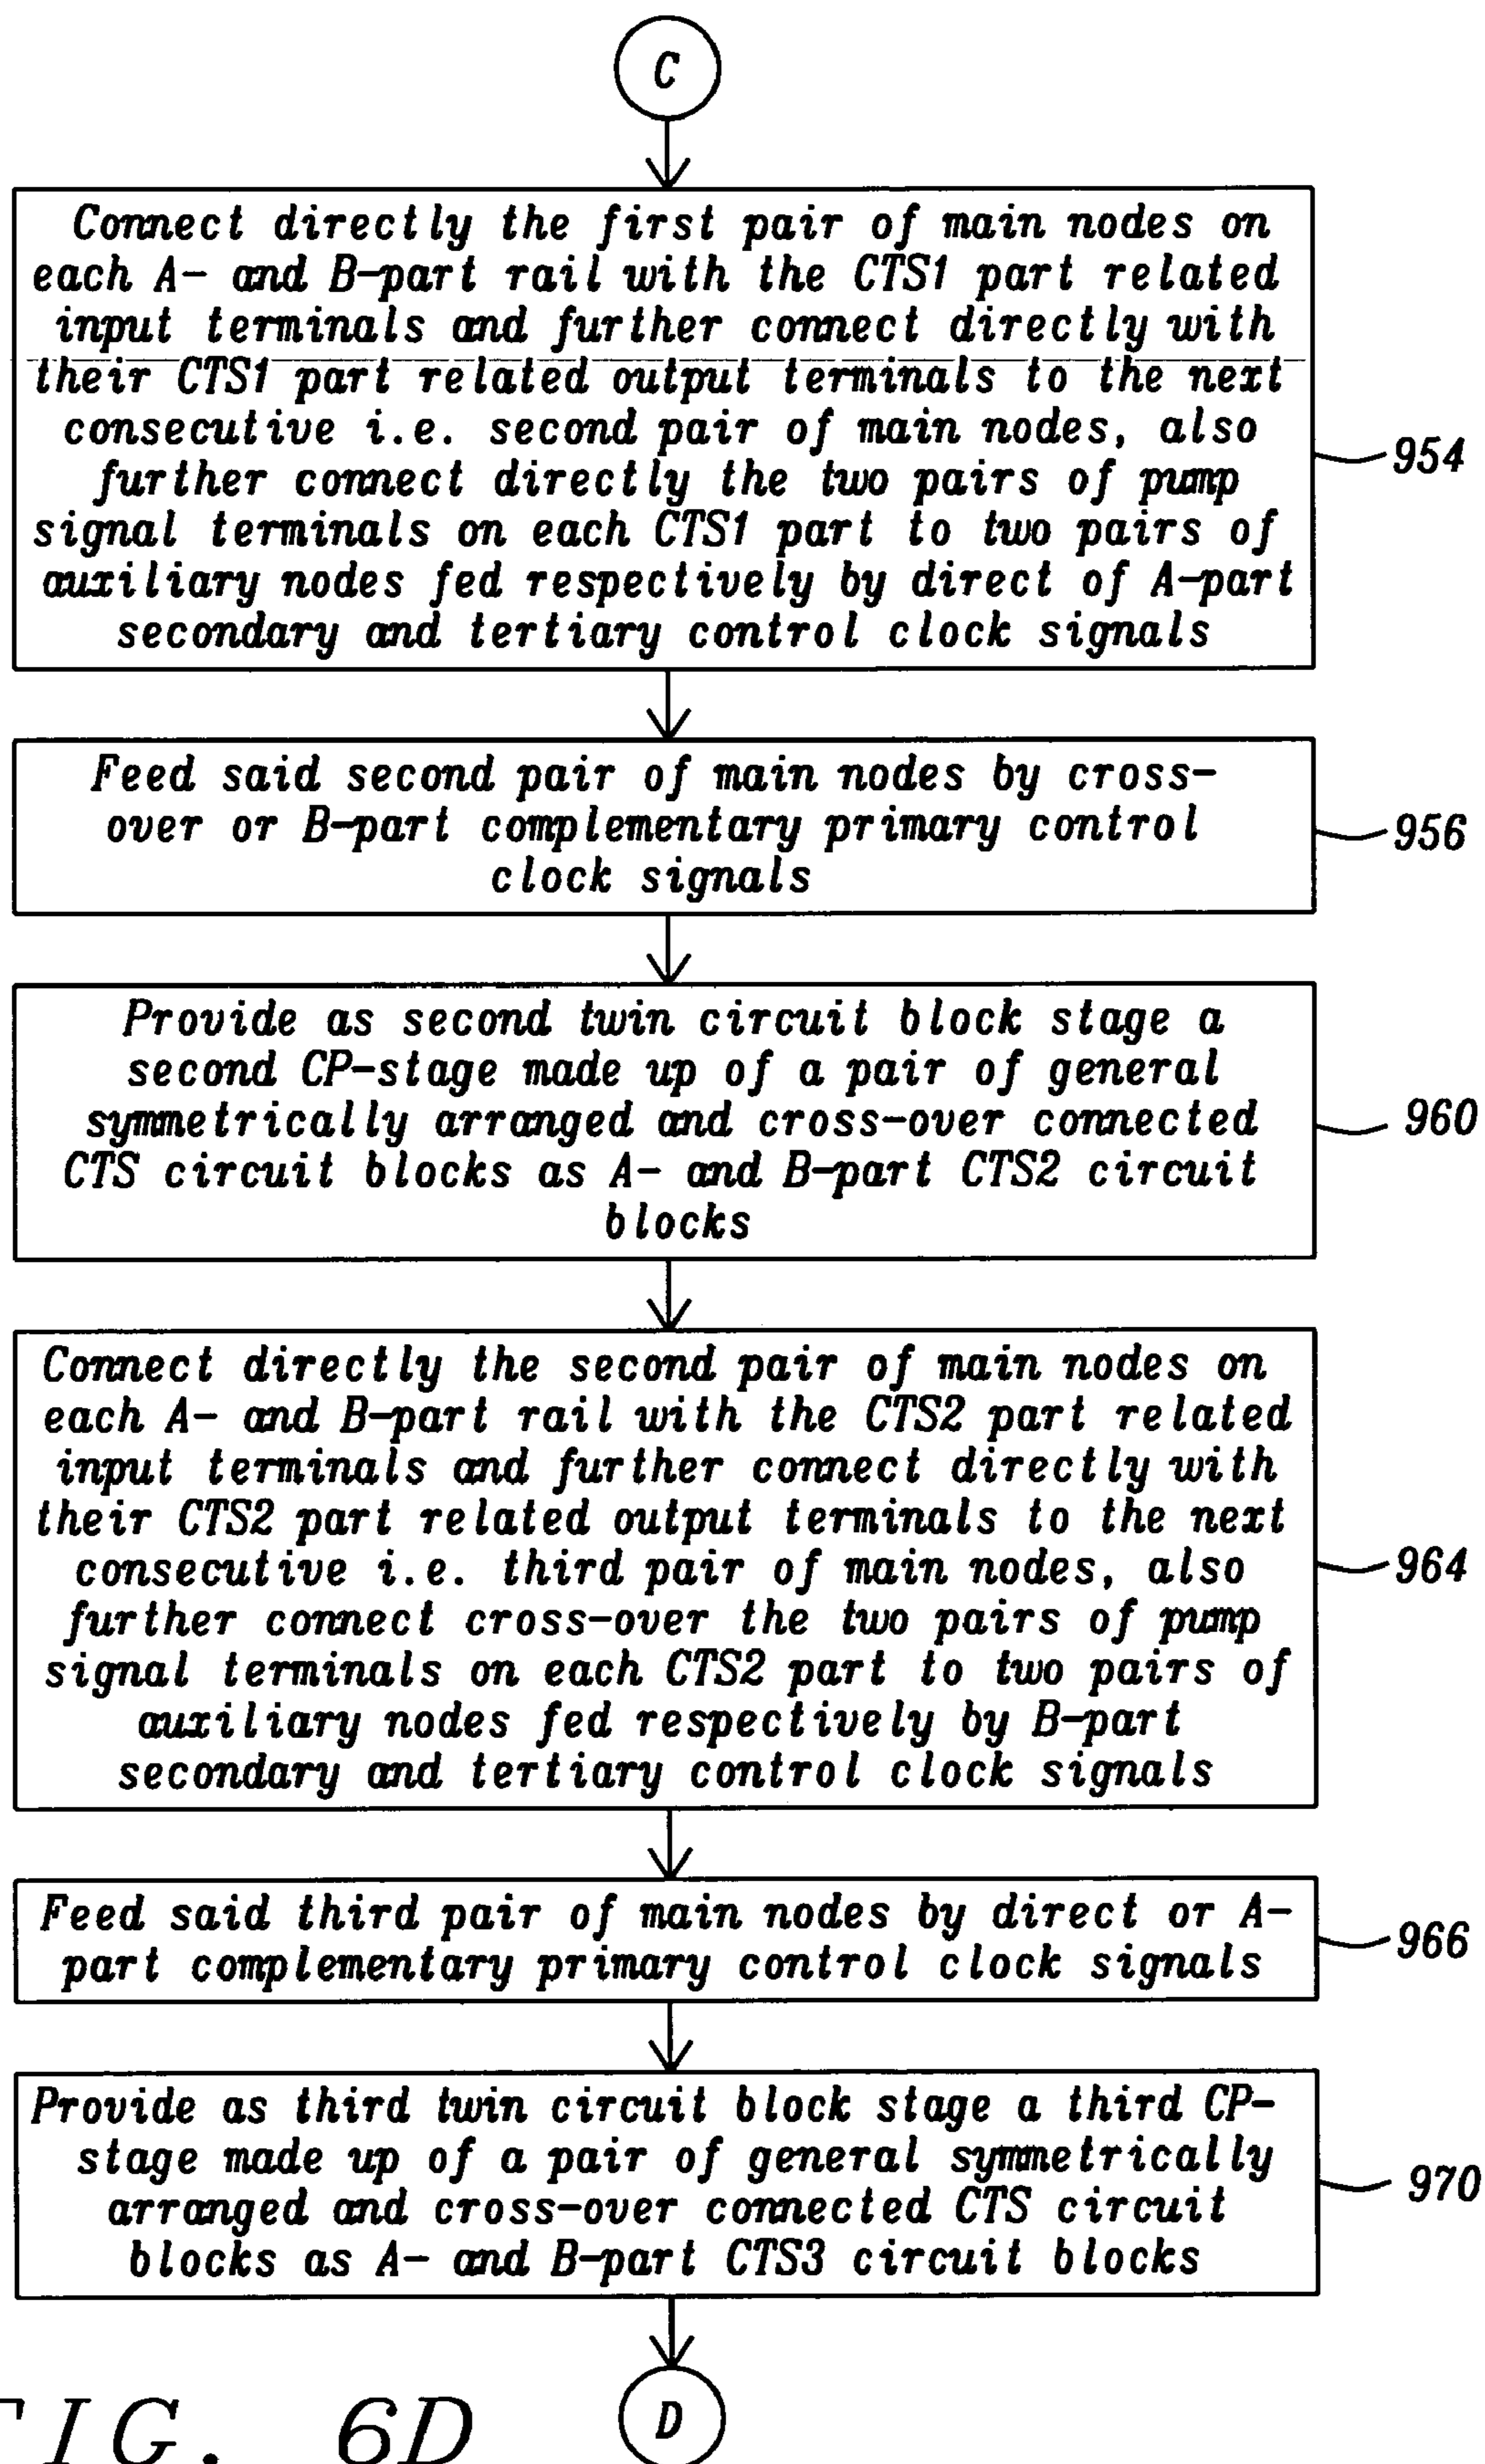 C
Connect directly the first pair of main nodes on
each A- and B-part rail with the CTS1 part related
input terminals and further connect directly with
their CTS1 part related output terminals to the next
consecutive i.e. second pair of main nodes, also
further connect directly the two pairs of pump
signal terminals on each CTS1 part to two pairs of
auxiliary nodes fed respectively by direct of A-part
secondary and tertiary control clock signals
954
Feed said second pair of main nodes by cross-
over or B-part complementary primary control
clock signals
956
Provide as second twin circuit block stage a
second CP-stage made up of a pair of general
symmetrically arranged and cross-over connected
CTS circuit blocks as A- and B-part CTS2 circuit
blocks
960
Connect directly the second pair of main nodes on
each A- and B-part rail with the CTS2 part related
input terminals and further connect directly with
their CTS2 part related output terminals to the next
consecutive i.e. third pair of main nodes, also
further connect cross-over the two pairs of pump
signal terminals on each CTS2 part to two pairs of
auxiliary nodes fed respectively by B-part
secondary and tertiary control clock signals
964
Feed said third pair of main nodes by direct or A-
part complementary primary control clock signals
966
Provide as third twin circuit block stage a third CP-
stage made up of a pair of general symmetrically
arranged and cross-over connected CTS circuit
blocks as A- and B-part CTS3 circuit blocks
970
D
FIG. 6D